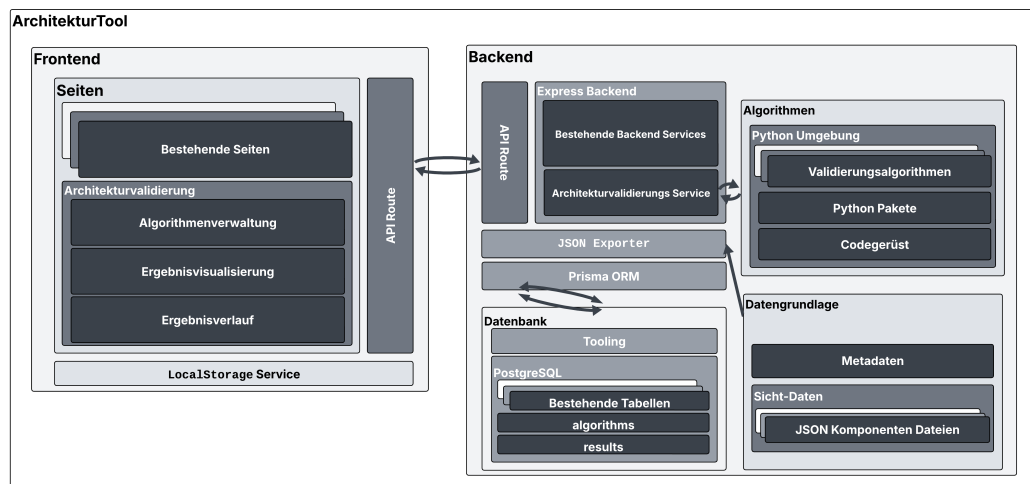 ArchitekturTool
Frontend
Seiten
Bestehende Seiten
Architekturvalidierung
Algorithmenverwaltung
Ergebnisvisualisierung
Ergebnisverlauf
API Route
LocalStorage Service
Backend
API Route
Express Backend
Bestehende Backend Services
Architekturvalidierungs Service
JSON Exporter
Prisma ORM
Datenbank
Tooling
PostgreSQL
Bestehende Tabellen
algorithms
results
Algorithmen
Python Umgebung
Validierungsalgorithmen
Python Pakete
Codegerüst
Datengrundlage
Metadaten
Sicht-Daten
JSON Komponenten Dateien